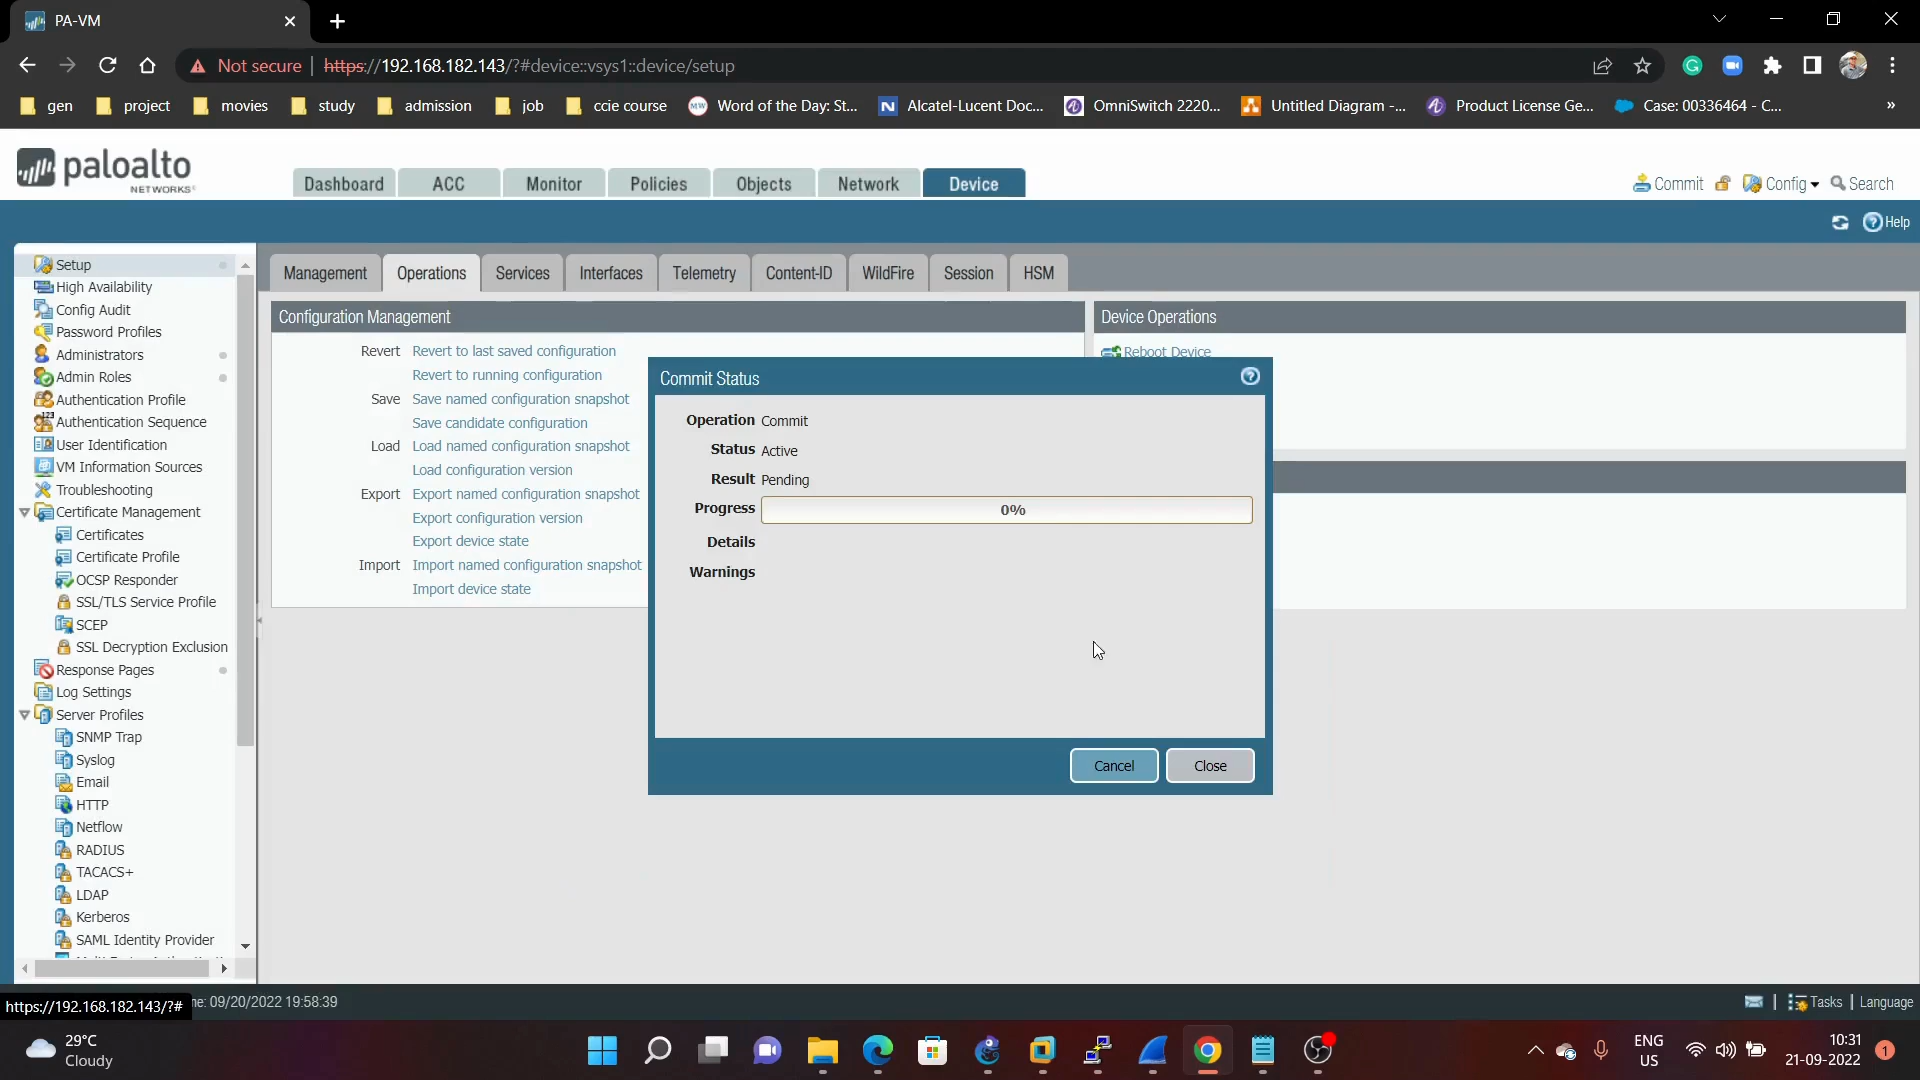 PA-VM
Not secure | https://192.168.182.143/?#device::vsys1::device/setup
gen project movies study admission job ccie course Word of the Day: St... Alcatel-Lucent Doc... OmniSwitch 2220... Untitled Diagram -... Product License Ge... Case: 00336464 - C... »
paloalto
NETWORKS
Dashboard ACC Monitor Policies Objects Network Device
Commit Config Search
Help
Setup
High Availability
Config Audit
Password Profiles
Administrators
Admin Roles
Authentication Profile
Authentication Sequence
User Identification
VM Information Sources
Troubleshooting
Certificate Management
Certificates
Certificate Profile
OCSP Responder
SSL/TLS Service Profile
SCEP
SSL Decryption Exclusion
Response Pages
Log Settings
Server Profiles
SNMP Trap
Syslog
Email
HTTP
Netflow
RADIUS
TACACS+
LDAP
Kerberos
SAML Identity Provider
Management Operations Services Interfaces Telemetry Content-ID WildFire Session HSM
Configuration Management
Revert Revert to last saved configuration
Revert to running configuration
Save Save named configuration snapshot
Save candidate configuration
Load Load named configuration snapshot
Load configuration version
Export Export named configuration snapshot
Export configuration version
Export device state
Import Import named configuration snapshot
Import device state
Device Operations
Reboot Device
Commit Status
Operation Commit
Status Active
Result Pending
Progress 0%
Details
Warnings
Cancel Close
https://192.168.182.143/?#
me: 09/20/2022 19:58:39
Tasks | Language
29°C
Cloudy
ENG
US
10:31
21-09-2022
1